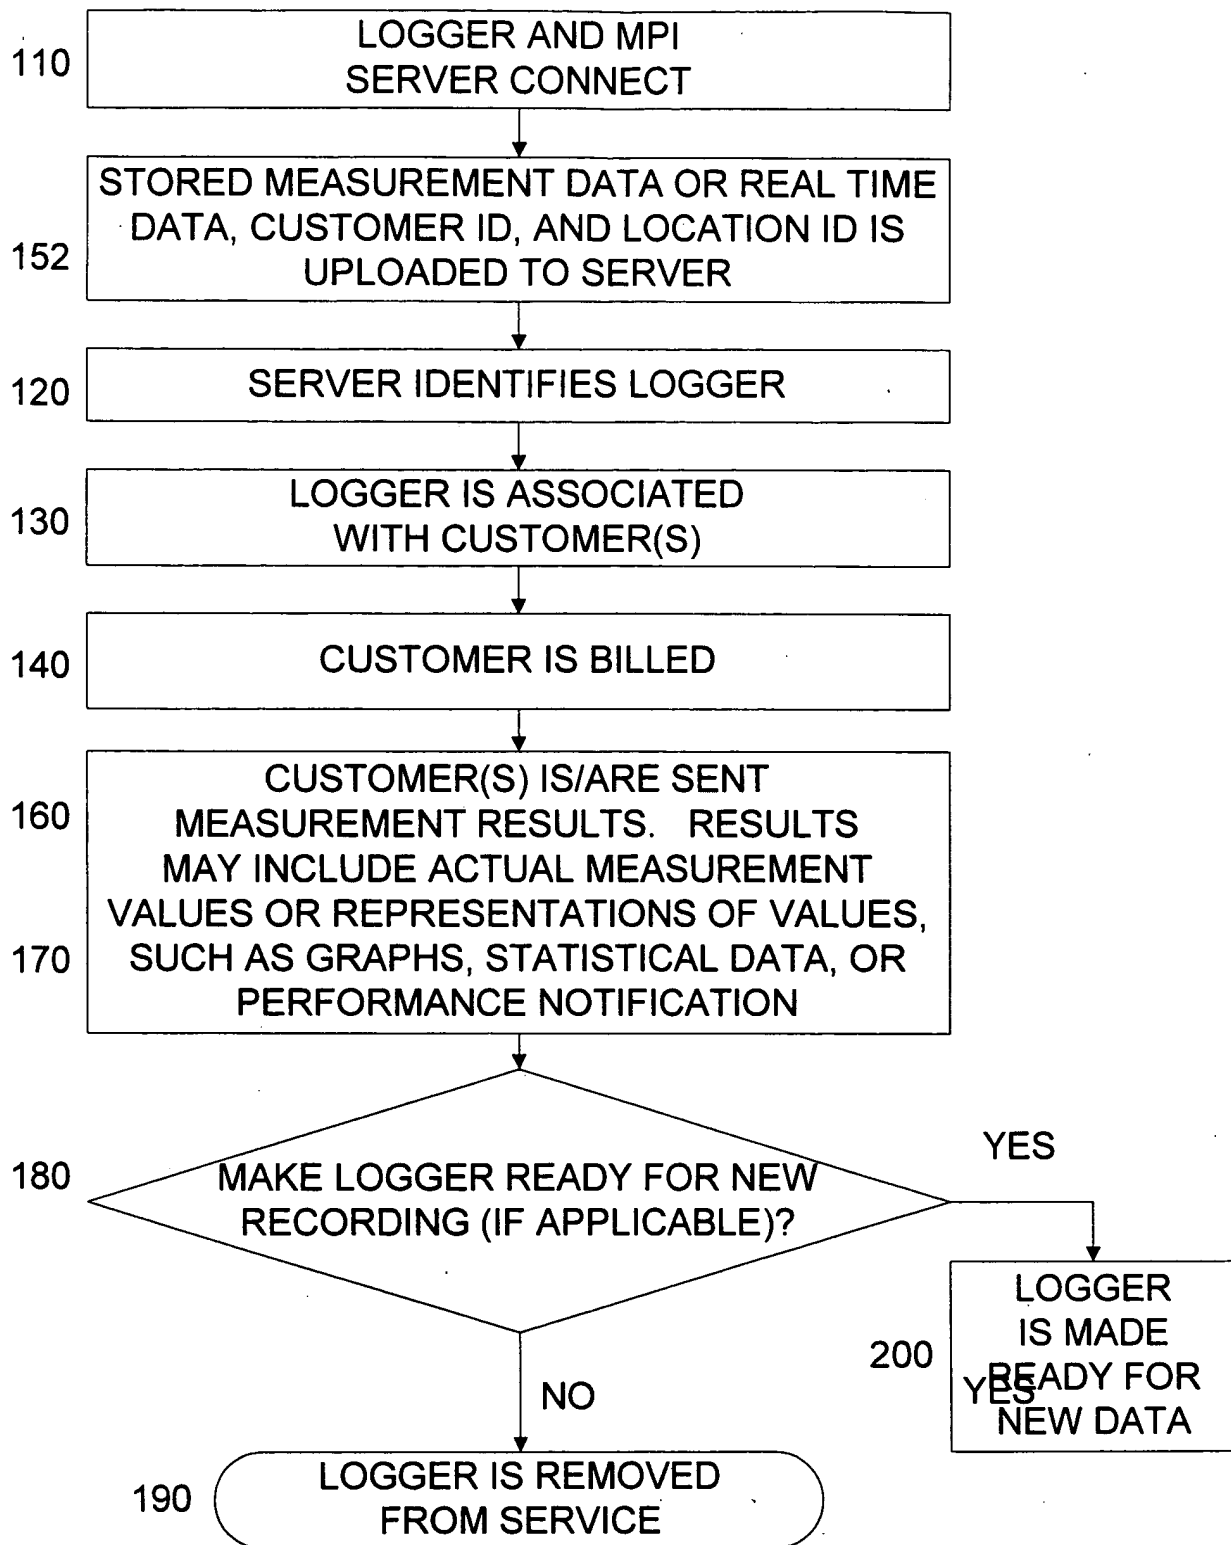 LOGGER AND MPI
110
SERVER CONNECT
STORED MEASUREMENT DATA OR REAL TIME
DATA, CUSTOMER ID, AND LOCATION ID IS
152
UPLOADED TO SERVER
120
SERVER IDENTIFIES LOGGER
LOGGER IS ASSOCIATED
130
WITH CUSTOMER(S)
140
CUSTOMER IS BILLED
CUSTOMER(S) IS/ARE SENT
160
MEASUREMENT RESULTS. RESULTS
MAY INCLUDE ACTUAL MEASUREMENT
VALUES OR REPRESENTATIONS OF VALUES,
170
SUCH AS GRAPHS, STATISTICAL DATA, OR
PERFORMANCE NOTIFICATION
YES
180
MAKE LOGGER READY FOR NEW
RECORDING (IF APPLICABLE)?
LOGGER
IS MADE
200
READY FOR
YES
NEW DATA
NO
LOGGER IS REMOVED
190
FROM SERVICE